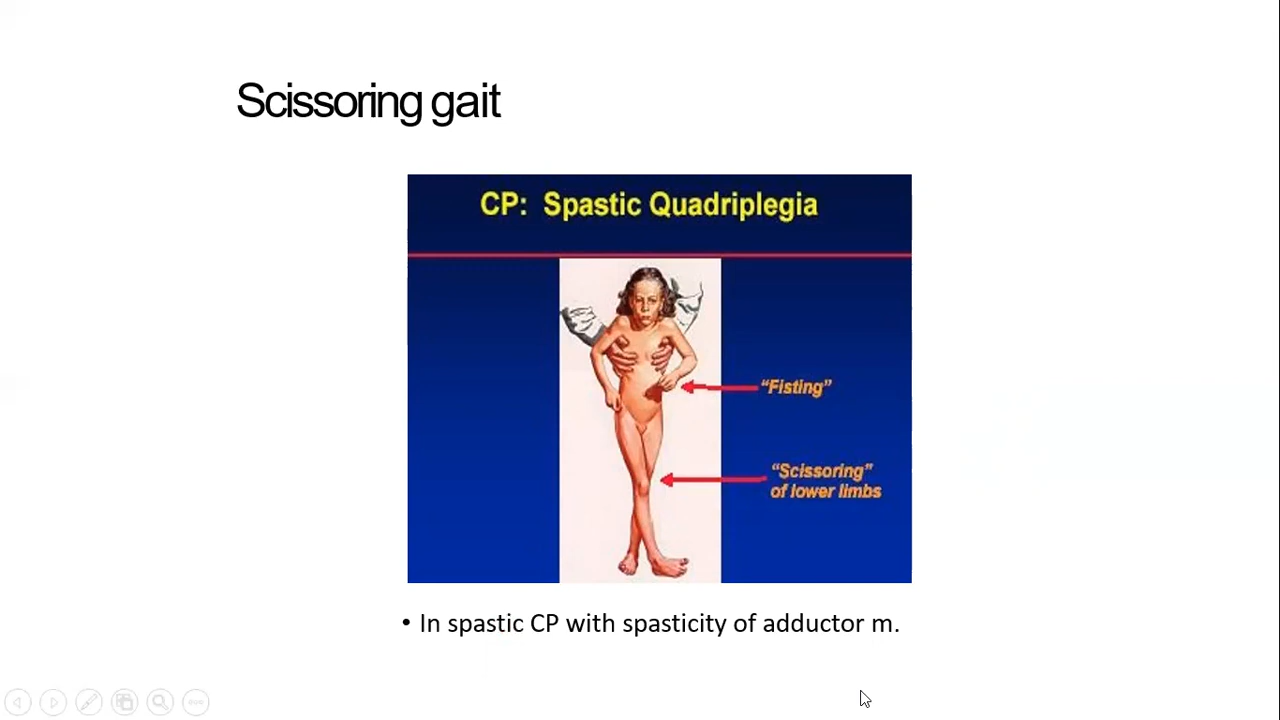 Scissoring gait
CP: Spastic Quadriplegia
“Fisting”
“Scissoring”
of lower limbs
• In spastic CP with spasticity of adductor m.